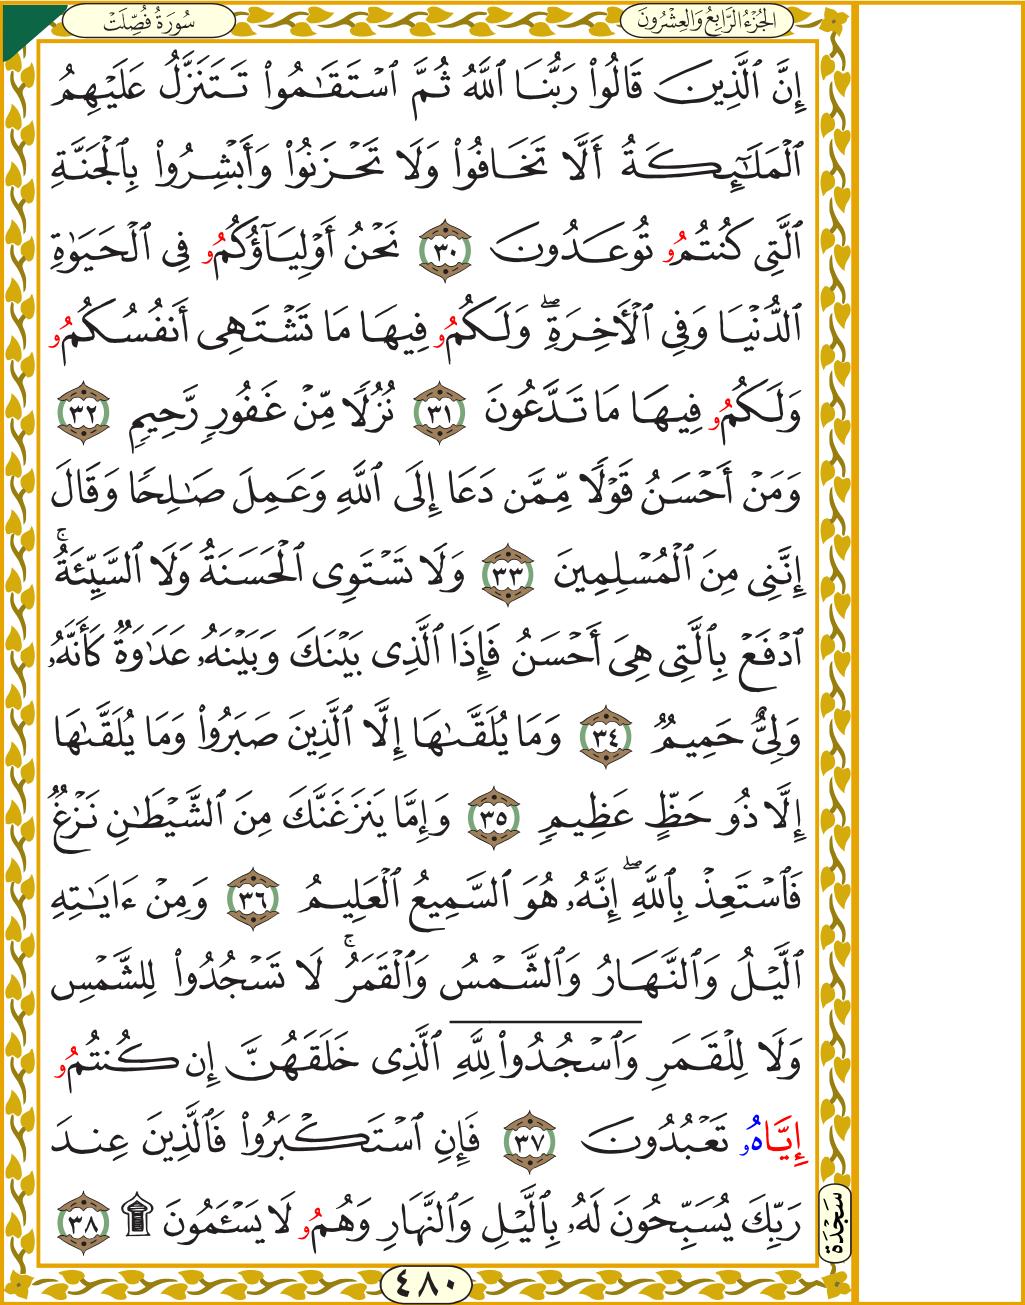 سُورَةُ فُصِّلَتْ
الجُزْءُ الرَّابِعُ وَالعِشْرُونَ
إِنَّ ٱلَّذِينَ قَالُوا۟ رَبُّنَا ٱللَّهُ ثُمَّ ٱسْتَقَـٰمُوا۟ تَتَنَزَّلُ عَلَيْهِمُ
ٱلْمَلَـٰٓئِكَةُ أَلَّا تَخَافُوا۟ وَلَا تَحْزَنُوا۟ وَأَبْشِرُوا۟ بِٱلْجَنَّةِ
ٱلَّتِى كُنتُمُۥ تُوعَدُونَ ٣٠ نَحْنُ أَوْلِيَآؤُكُمُۥ فِى ٱلْحَيَوٰةِ
ٱلدُّنْيَا وَفِى ٱلْأَخِرَةِۖ وَلَكُمُۥ فِيهَا مَا تَشْتَهِى أَنفُسُكُمُۥ
وَلَكُمُۥ فِيهَا مَا تَدَّعُونَ ٣١ نُزُلًا مِّنْ غَفُورٍ رَّحِيمٍ ٣٢
وَمَنْ أَحْسَنُ قَوْلًا مِّمَّن دَعَا إِلَى ٱللَّهِ وَعَمِلَ صَـٰلِحًا وَقَالَ
إِنَّنِى مِنَ ٱلْمُسْلِمِينَ ٣٣ وَلَا تَسْتَوِى ٱلْحَسَنَةُ وَلَا ٱلسَّيِّئَةُۚ
ٱدْفَعْ بِٱلَّتِى هِىَ أَحْسَنُ فَإِذَا ٱلَّذِى بَيْنَكَ وَبَيْنَهُۥ عَدَٰوَةٌ كَأَنَّهُۥ
وَلِىٌّ حَمِيمٌ ٣٤ وَمَا يُلَقَّىٰهَا إِلَّا ٱلَّذِينَ صَبَرُوا۟ وَمَا يُلَقَّىٰهَا
إِلَّا ذُو حَظٍّ عَظِيمٍ ٣٥ وَإِمَّا يَنزَغَنَّكَ مِنَ ٱلشَّيْطَـٰنِ نَزْغٌ
فَٱسْتَعِذْ بِٱللَّهِۖ إِنَّهُۥ هُوَ ٱلسَّمِيعُ ٱلْعَلِيمُ ٣٦ وَمِنْ ءَايَـٰتِهِ
ٱلَّيْلُ وَٱلنَّهَارُ وَٱلشَّمْسُ وَٱلْقَمَرُۚ لَا تَسْجُدُوا۟ لِلشَّمْسِ
وَلَا لِلْقَمَرِ وَٱسْجُدُوا۟ لِلَّهِ ٱلَّذِى خَلَقَهُنَّ إِن كُنتُمُۥ
إِيَّاهُۥ تَعْبُدُونَ ٣٧ فَإِنِ ٱسْتَكْبَرُوا۟ فَٱلَّذِينَ عِندَ
رَبِّكَ يُسَبِّحُونَ لَهُۥ بِٱلَّيْلِ وَٱلنَّهَارِ وَهُمُۥ لَا يَسْـَٔمُونَ ۩ ٣٨
سَجْدَة
٤٨٠